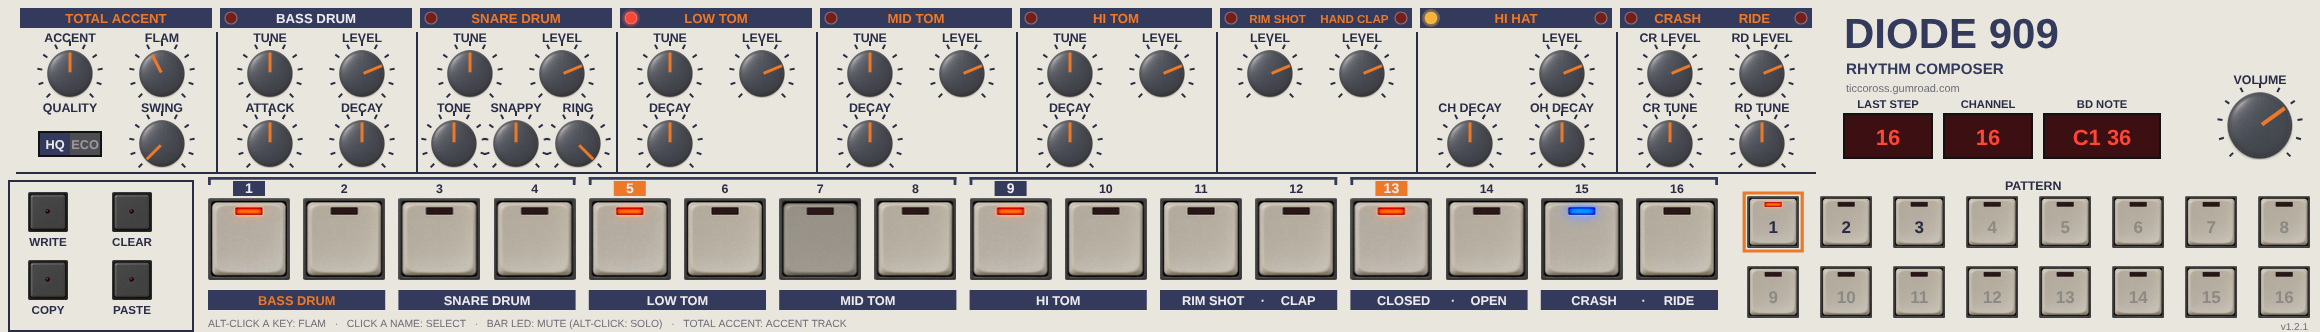 TOTAL ACCENT BASS DRUM SNARE DRUM LOW TOM MID TOM HI TOM RIM SHOT HAND CLAP HI HAT CRASH RIDE
ACCENT FLAM TUNE LEVEL TUNE LEVEL TUNE LEVEL TUNE LEVEL TUNE LEVEL LEVEL LEVEL LEVEL CR LEVEL RD LEVEL
QUALITY SWING ATTACK DECAY TONE SNAPPY RING DECAY DECAY DECAY CH DECAY OH DECAY CR TUNE RD TUNE
HQ ECO
DIODE 909
RHYTHM COMPOSER
ticcoross.gumroad.com
VOLUME
LAST STEP CHANNEL BD NOTE
16 16 C1 36
WRITE CLEAR
COPY PASTE
1 2 3 4 5 6 7 8 9 10 11 12 13 14 15 16
BASS DRUM SNARE DRUM LOW TOM MID TOM HI TOM RIM SHOT · CLAP CLOSED · OPEN CRASH · RIDE
ALT-CLICK A KEY: FLAM · CLICK A NAME: SELECT · BAR LED: MUTE (ALT-CLICK: SOLO) · TOTAL ACCENT: ACCENT TRACK
PATTERN
1 2 3 4 5 6 7 8
9 10 11 12 13 14 15 16
v1.2.1